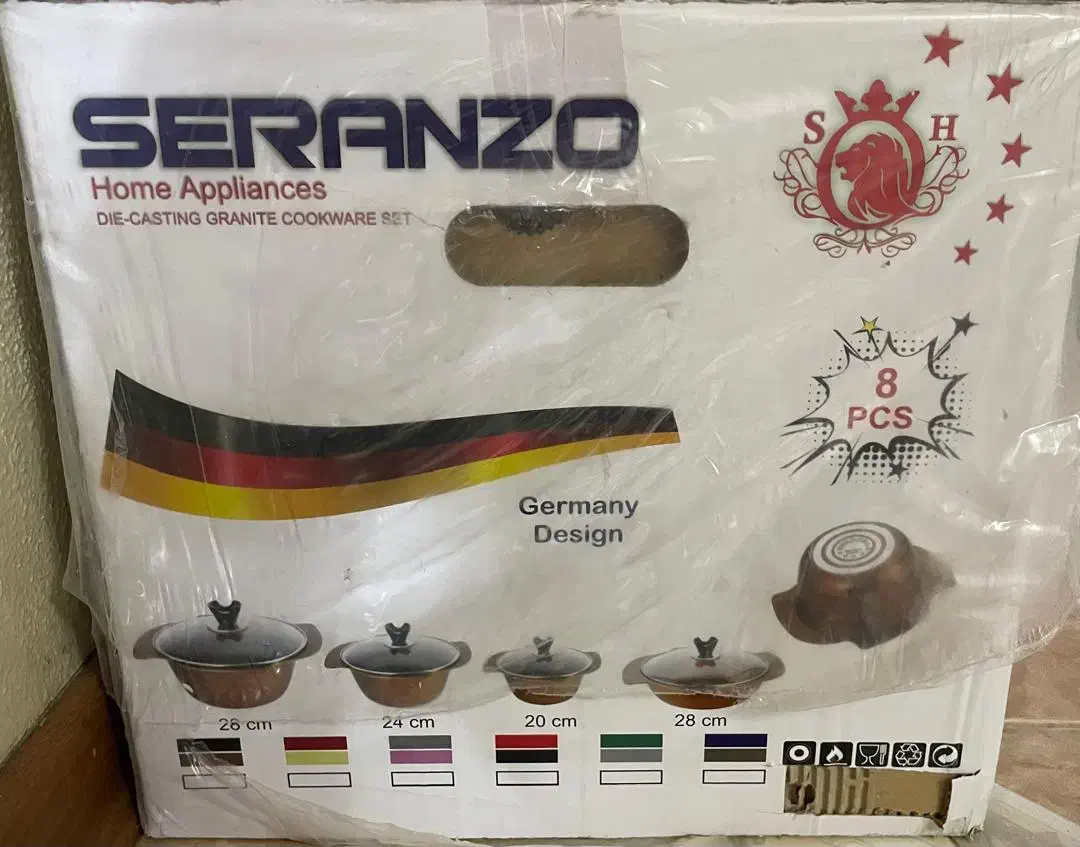 SERANZO
Home Appliances
DIE-CASTING GRANITE COOKWARE SET
S H
8
PCS
Germany
Design
28 cm
24 cm
20 cm
28 cm